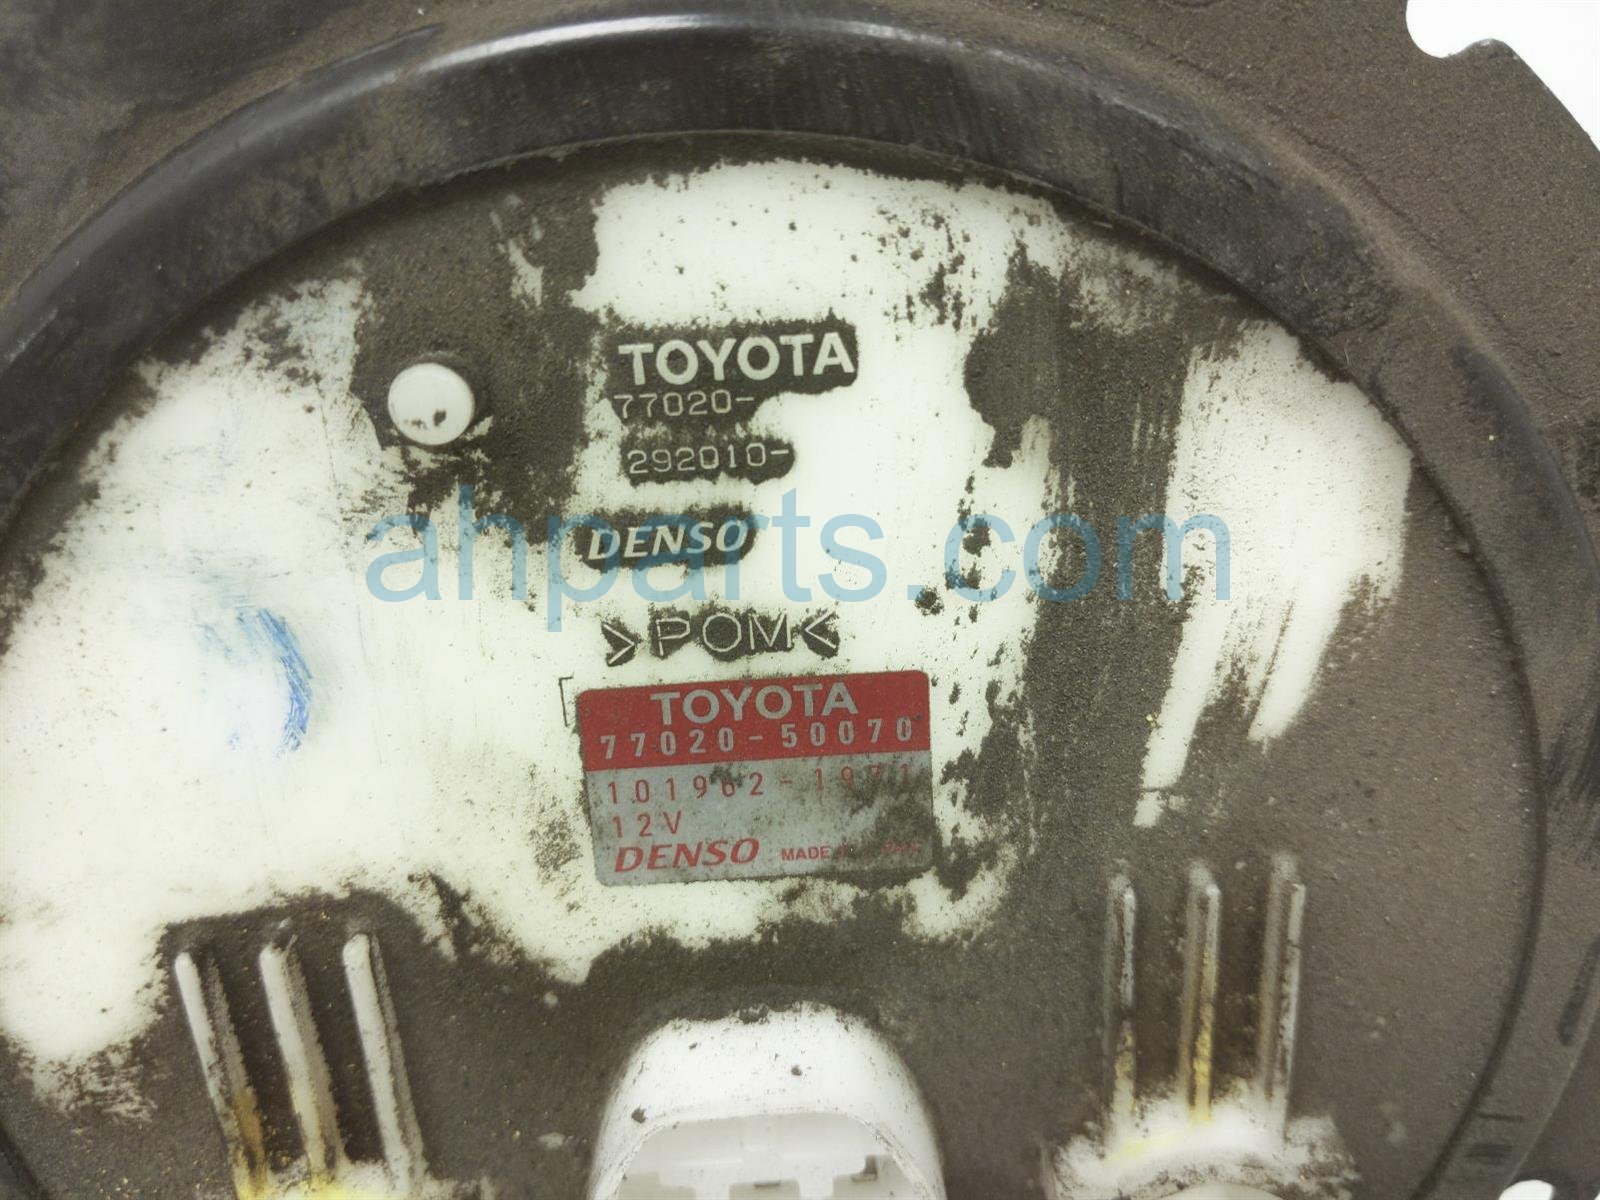 TOYOTA
77020-
292010-
DENSO
ahparts.com
>POM<
TOYOTA
77020-50070
101962-1971
12V
DENSO MADE